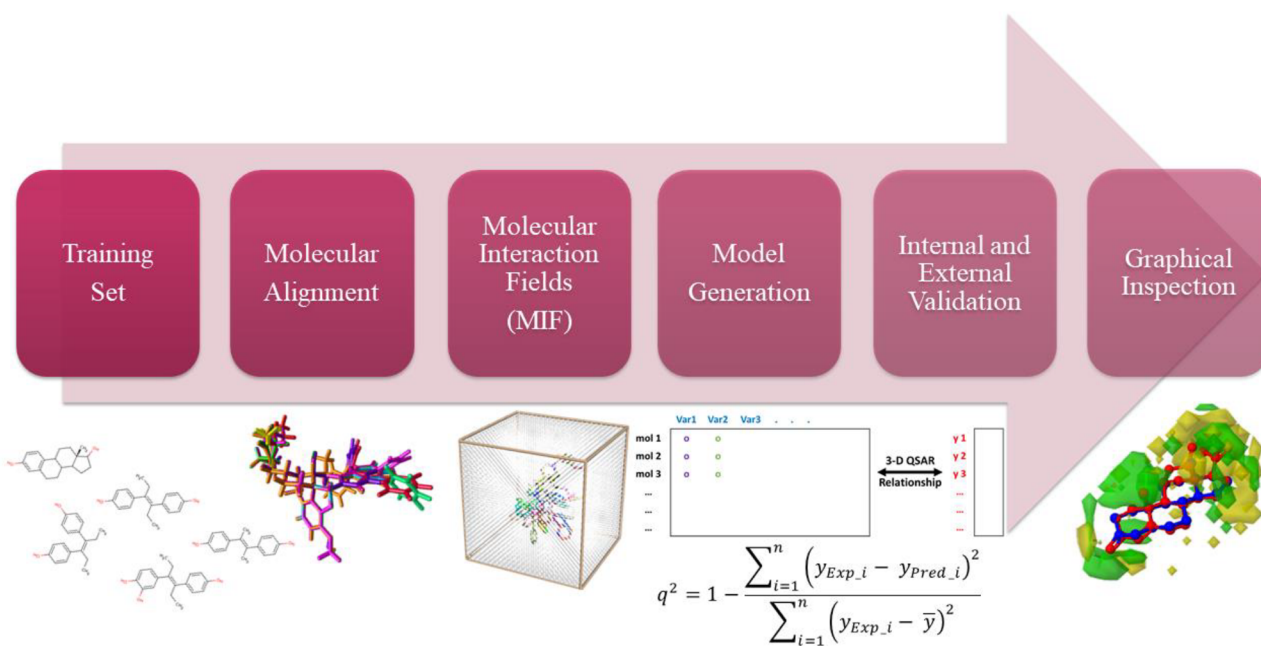 Training
Set
Molecular
Alignment
Molecular
Interaction
Fields
(MIF)
Model
Generation
Internal and
External
Validation
Graphical
Inspection
Var1 Var2 Var3 . . .
mol 1
mol 2
mol 3
...
...
...
3-D QSAR
Relationship
y 1
y 2
y 3
...
...
...
q² = 1 − ∑ⁿᵢ₌₁ (y_Exp_i − y_Pred_i)² / ∑ⁿᵢ₌₁ (y_Exp_i − ȳ)²